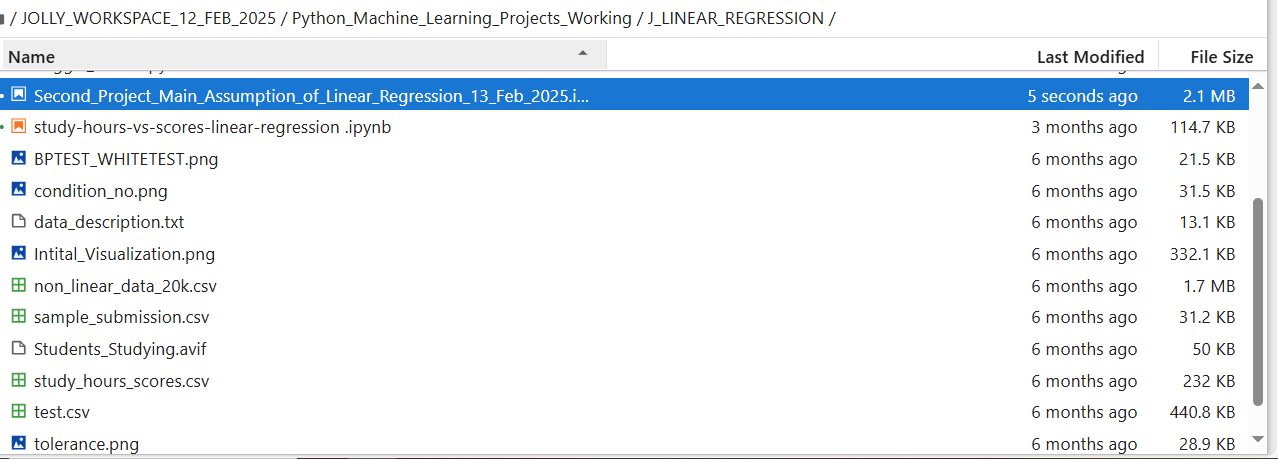 / JOLLY_WORKSPACE_12_FEB_2025 / Python_Machine_Learning_Projects_Working / J_LINEAR_REGRESSION /
Name Last Modified File Size
Second_Project_Main_Assumption_of_Linear_Regression_13_Feb_2025.i... 5 seconds ago 2.1 MB
study-hours-vs-scores-linear-regression .ipynb 3 months ago 114.7 KB
BPTEST_WHITETEST.png 6 months ago 21.5 KB
condition_no.png 6 months ago 31.5 KB
data_description.txt 6 months ago 13.1 KB
Intital_Visualization.png 6 months ago 332.1 KB
non_linear_data_20k.csv 6 months ago 1.7 MB
sample_submission.csv 6 months ago 31.2 KB
Students_Studying.avif 6 months ago 50 KB
study_hours_scores.csv 6 months ago 232 KB
test.csv 6 months ago 440.8 KB
tolerance.png 6 months ago 28.9 KB